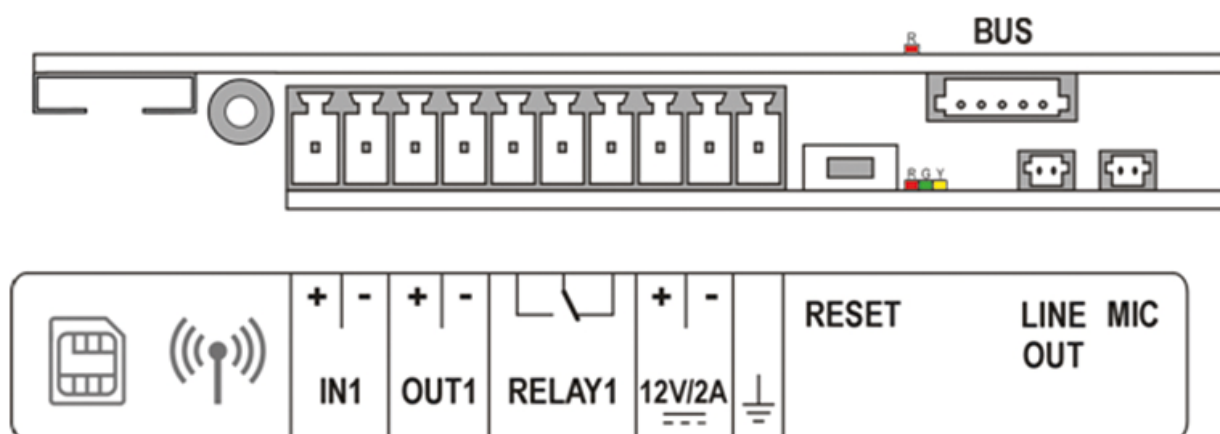 R
BUS
R G Y
+ - + - + -
RESET
LINE MIC
OUT
IN1 OUT1 RELAY1 12V/2A